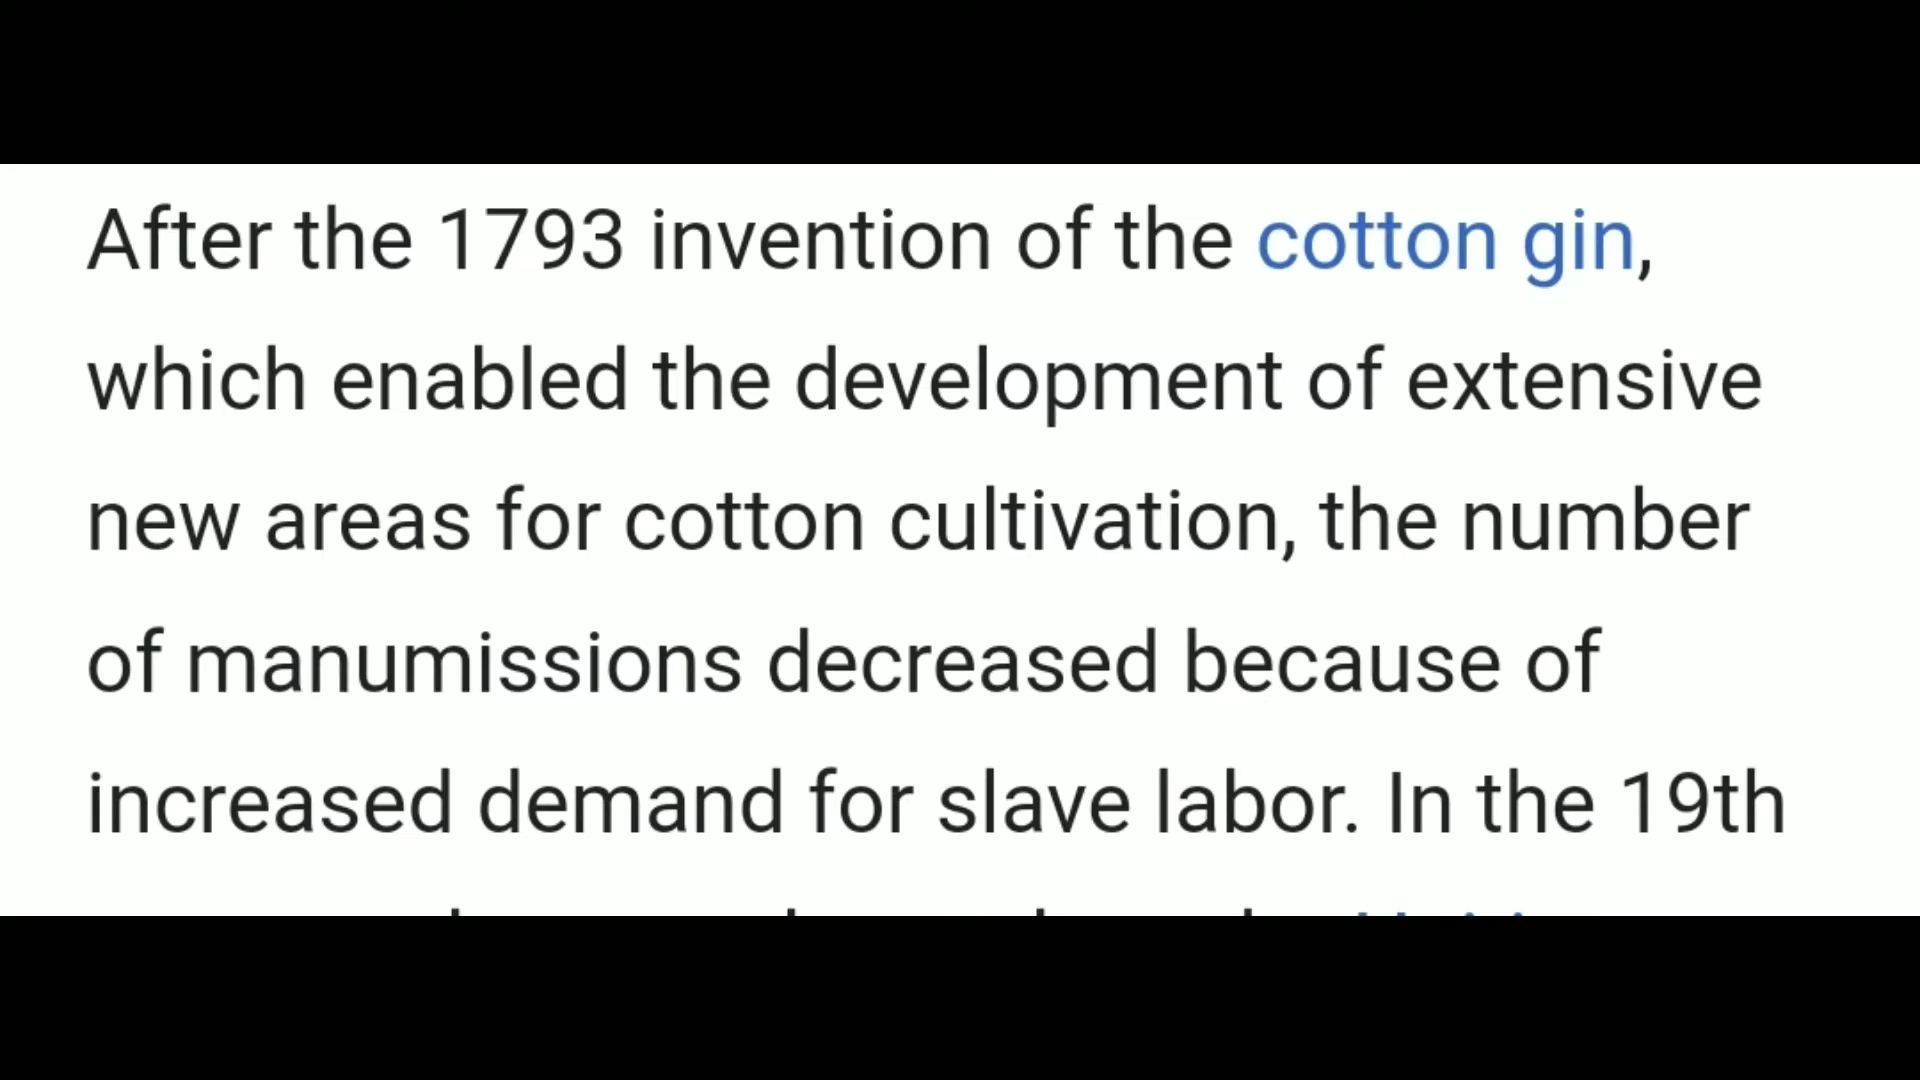 After the 1793 invention of the cotton gin,
which enabled the development of extensive
new areas for cotton cultivation, the number
of manumissions decreased because of
increased demand for slave labor. In the 19th